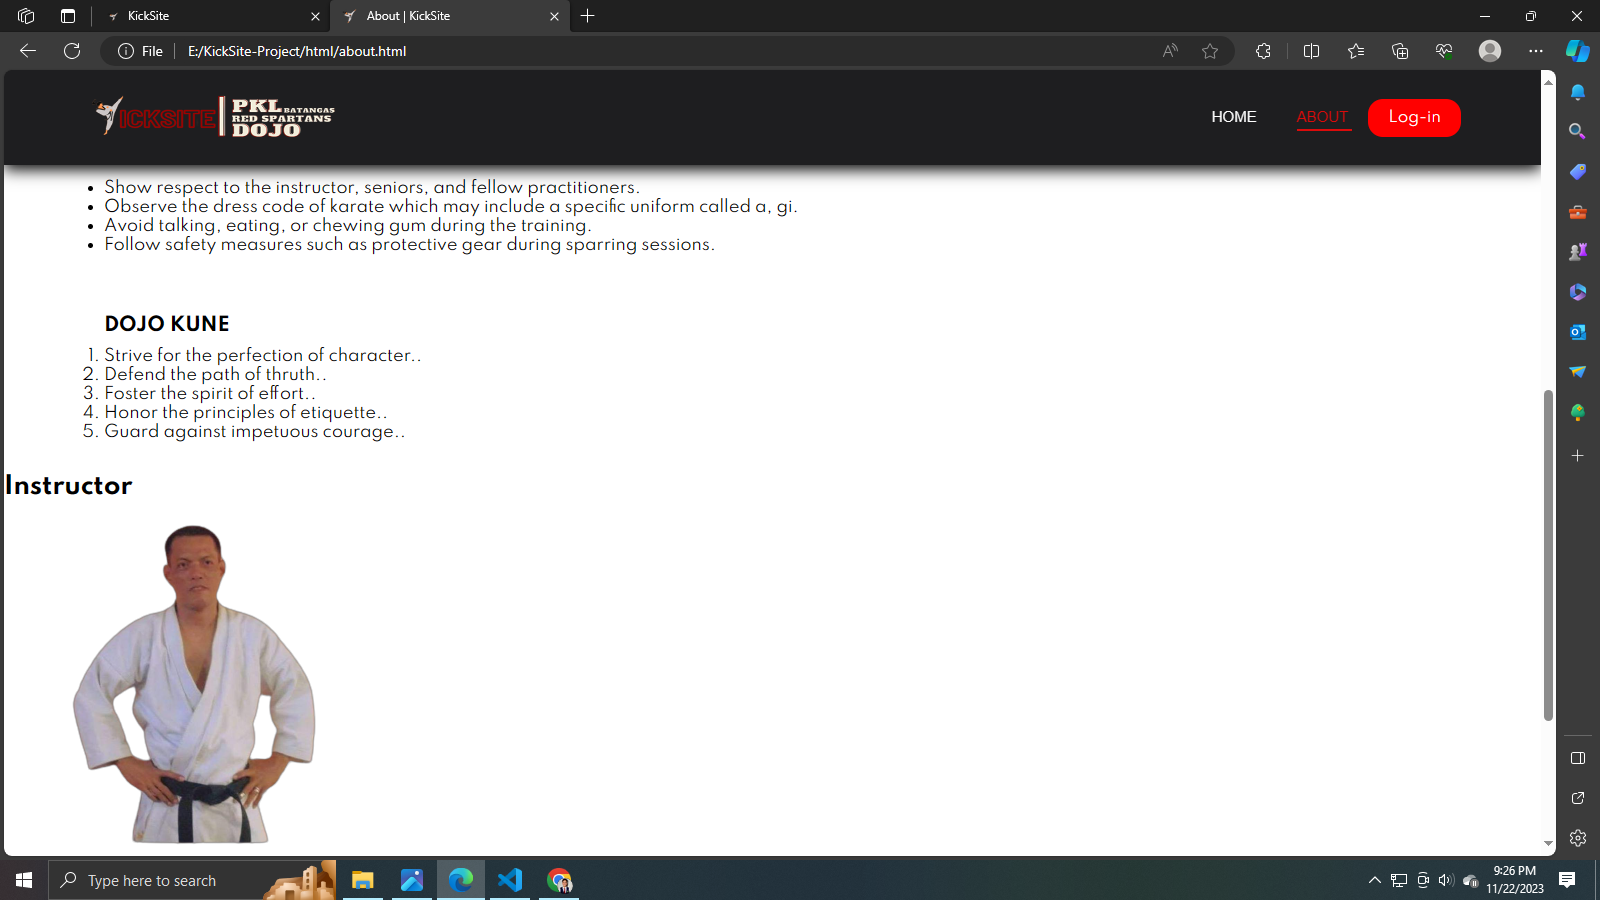 KickSite
About | KickSite
File
E:/KickSite-Project/html/about.html
ICKSITE
PKL BATANGAS
RED SPARTANS
DOJO
HOME
ABOUT
Log-in
Show respect to the instructor, seniors, and fellow practitioners.
Observe the dress code of karate which may include a specific uniform called a, gi.
Avoid talking, eating, or chewing gum during the training.
Follow safety measures such as protective gear during sparring sessions.
DOJO KUNE
1. Strive for the perfection of character..
2. Defend the path of thruth..
3. Foster the spirit of effort..
4. Honor the principles of etiquette..
5. Guard against impetuous courage..
Instructor
Type here to search
9:26 PM
11/22/2023